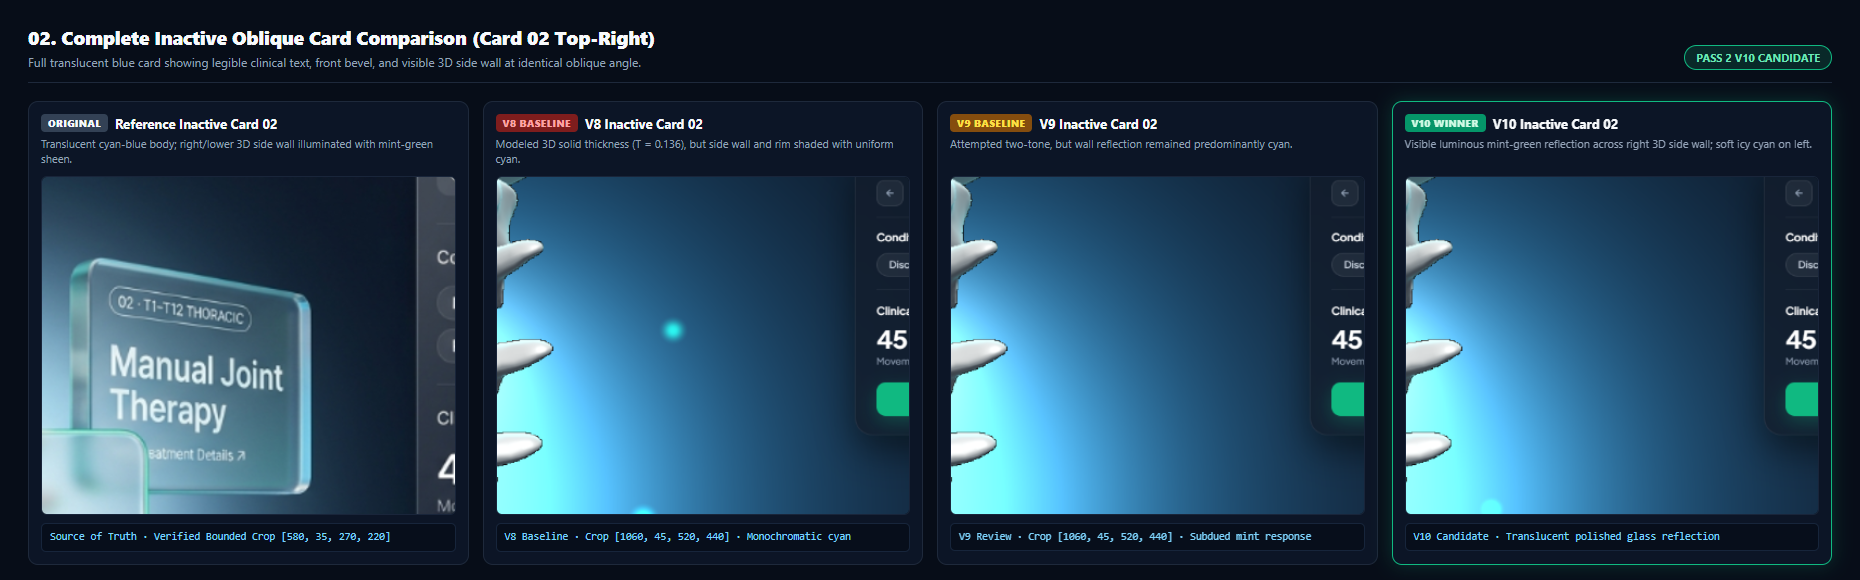 02. Complete Inactive Oblique Card Comparison (Card 02 Top-Right)
Full translucent blue card showing legible clinical text, front bevel, and visible 3D side wall at identical oblique angle.
PASS 2 V10 CANDIDATE
ORIGINAL Reference Inactive Card 02
Translucent cyan-blue body; right/lower 3D side wall illuminated with mint-green
sheen.
02 · T1–T12 THORACIC
Manual Joint
Therapy
eatment Details ↗
Co
Cl
4
Mo
Source of Truth · Verified Bounded Crop [580, 35, 270, 220]
V8 BASELINE V8 Inactive Card 02
Modeled 3D solid thickness (T = 0.136), but side wall and rim shaded with uniform
cyan.
←
Condi
Disc
Clinica
45
Movem
V8 Baseline · Crop [1060, 45, 520, 440] · Monochromatic cyan
V9 BASELINE V9 Inactive Card 02
Attempted two-tone, but wall reflection remained predominantly cyan.
←
Condi
Disc
Clinica
45
Movem
V9 Review · Crop [1060, 45, 520, 440] · Subdued mint response
V10 WINNER V10 Inactive Card 02
Visible luminous mint-green reflection across right 3D side wall; soft icy cyan on left.
←
Condi
Disc
Clinica
45
Movem
V10 Candidate · Translucent polished glass reflection